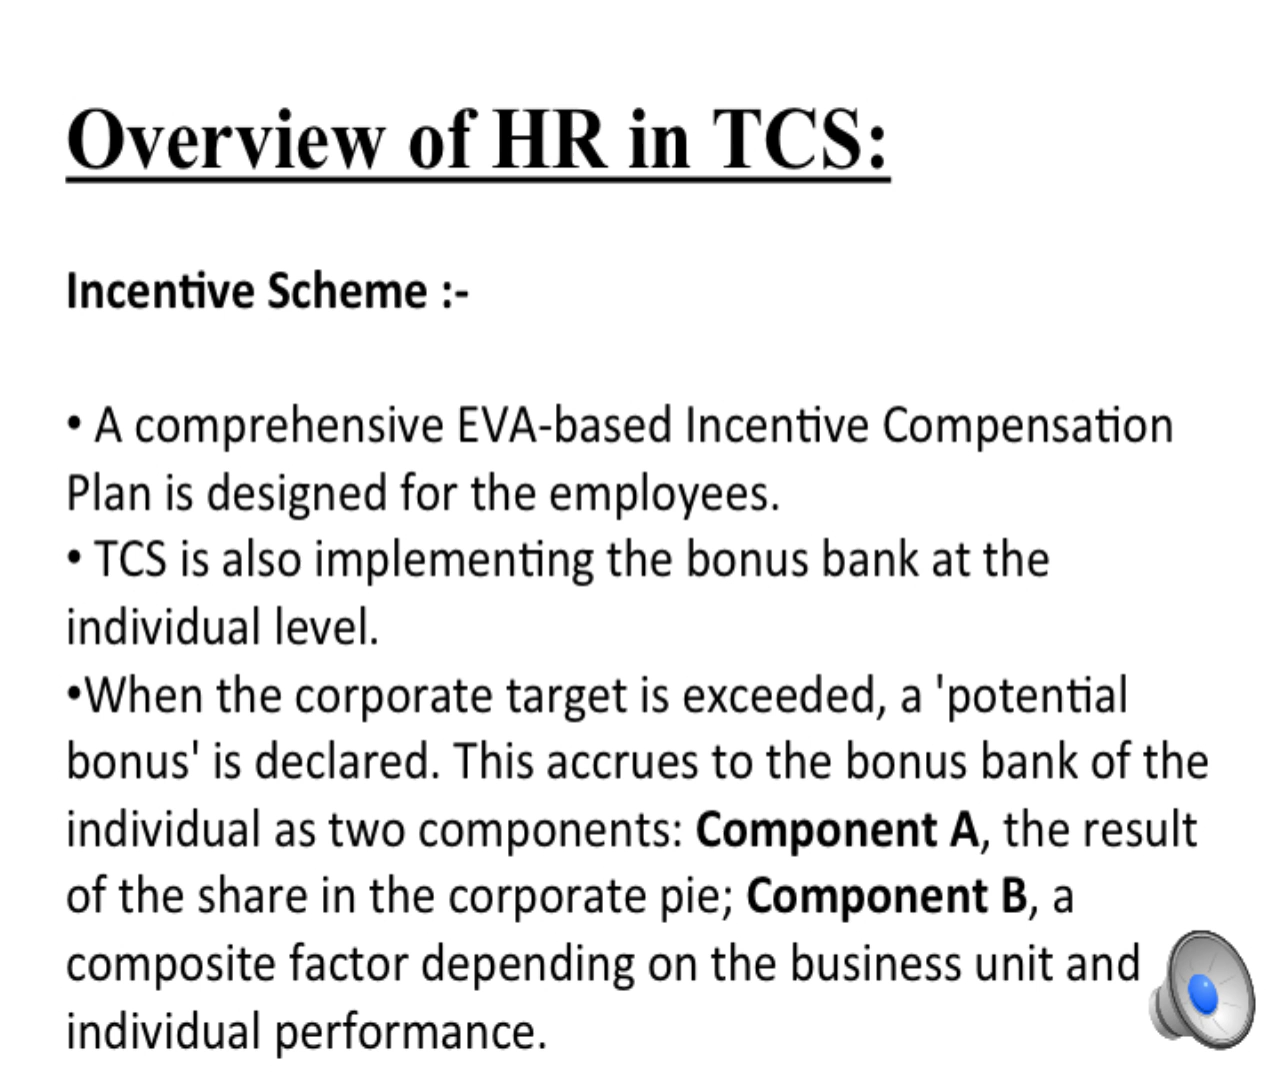 Overview of HR in TCS:
Incentive Scheme :-
• A comprehensive EVA-based Incentive Compensation
Plan is designed for the employees.
• TCS is also implementing the bonus bank at the
individual level.
•When the corporate target is exceeded, a 'potential
bonus' is declared. This accrues to the bonus bank of the
individual as two components: Component A, the result
of the share in the corporate pie; Component B, a
composite factor depending on the business unit and
individual performance.